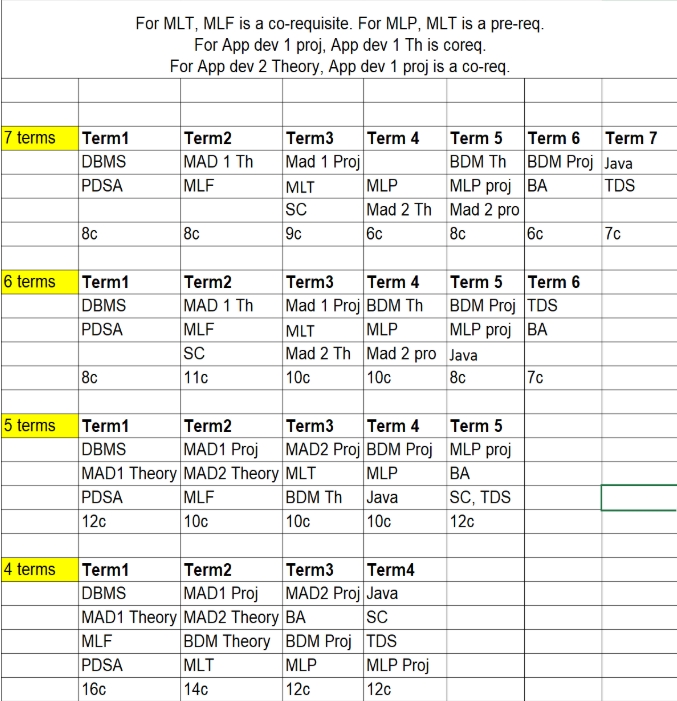 For MLT, MLF is a co-requisite. For MLP, MLT is a pre-req.
For App dev 1 proj, App dev 1 Th is coreq.
For App dev 2 Theory, App dev 1 proj is a co-req.
7 terms Term1 Term2 Term3 Term 4 Term 5 Term 6 Term 7
DBMS MAD 1 Th Mad 1 Proj BDM Th BDM Proj Java
PDSA MLF MLT MLP MLP proj BA TDS
SC Mad 2 Th Mad 2 pro
8c 8c 9c 6c 8c 6c 7c
6 terms Term1 Term2 Term3 Term 4 Term 5 Term 6
DBMS MAD 1 Th Mad 1 Proj BDM Th BDM Proj TDS
PDSA MLF MLT MLP MLP proj BA
SC Mad 2 Th Mad 2 pro Java
8c 11c 10c 10c 8c 7c
5 terms Term1 Term2 Term3 Term 4 Term 5
DBMS MAD1 Proj MAD2 Proj BDM Proj MLP proj
MAD1 Theory MAD2 Theory MLT MLP BA
PDSA MLF BDM Th Java SC, TDS
12c 10c 10c 10c 12c
4 terms Term1 Term2 Term3 Term4
DBMS MAD1 Proj MAD2 Proj Java
MAD1 Theory MAD2 Theory BA SC
MLF BDM Theory BDM Proj TDS
PDSA MLT MLP MLP Proj
16c 14c 12c 12c